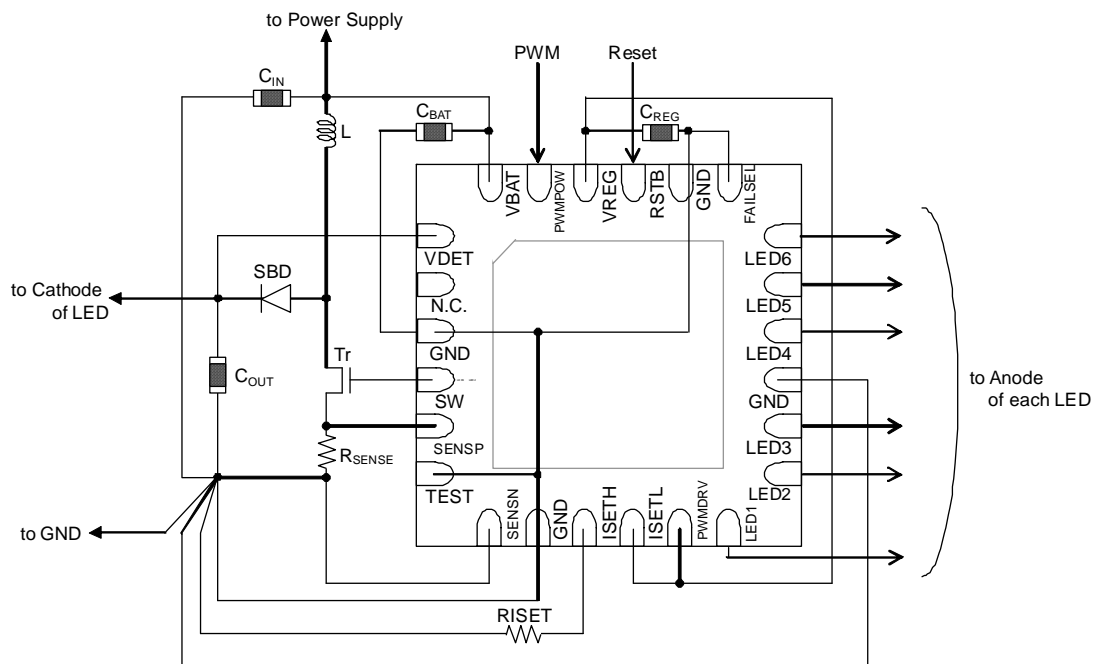 to Power Supply
PWM
Reset
CIN
CBAT
CREG
L
VBAT
PWMPOW
VREG
RSTB
GND
FAILSEL
VDET
LED6
SBD
to Cathode
of LED
N.C.
LED5
GND
LED4
Tr
COUT
SW
GND
to Anode
of each LED
RSENSE
SENSP
LED3
TEST
LED2
to GND
SENSN
GND
ISETH
ISETL
PWMDRV
LED1
RISET